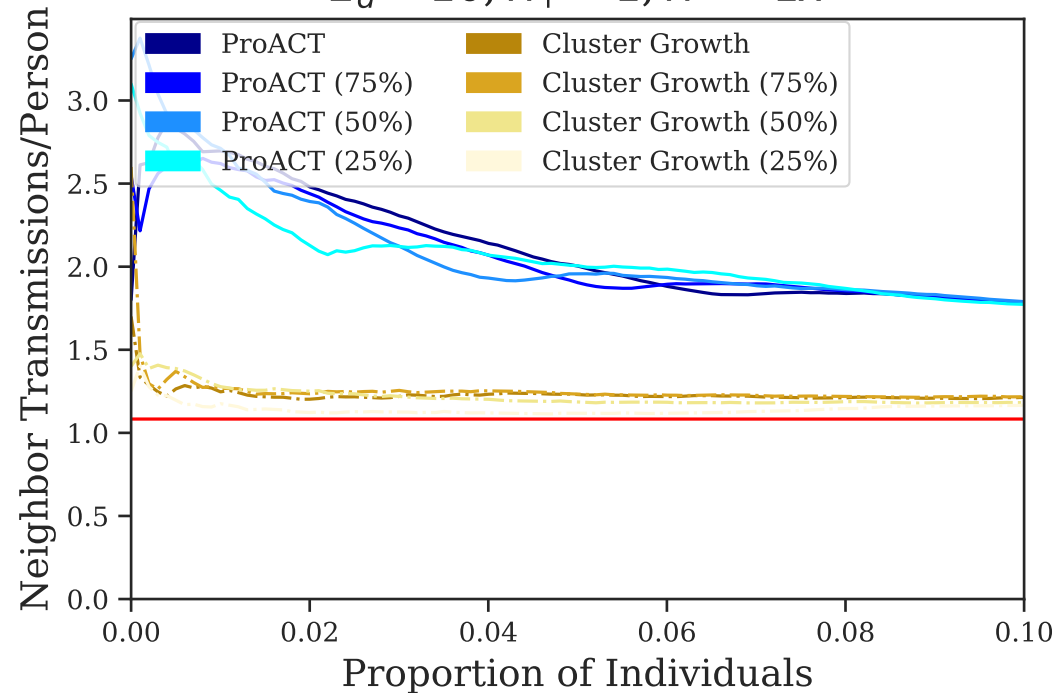 Neighbor Transmissions/Person
ProACT
ProACT (75%)
ProACT (50%)
ProACT (25%)
Cluster Growth
Cluster Growth (75%)
Cluster Growth (50%)
Cluster Growth (25%)
3.0
2.5
2.0
1.5
1.0
0.5
0.0
0.00 0.02 0.04 0.06 0.08 0.10
Proportion of Individuals